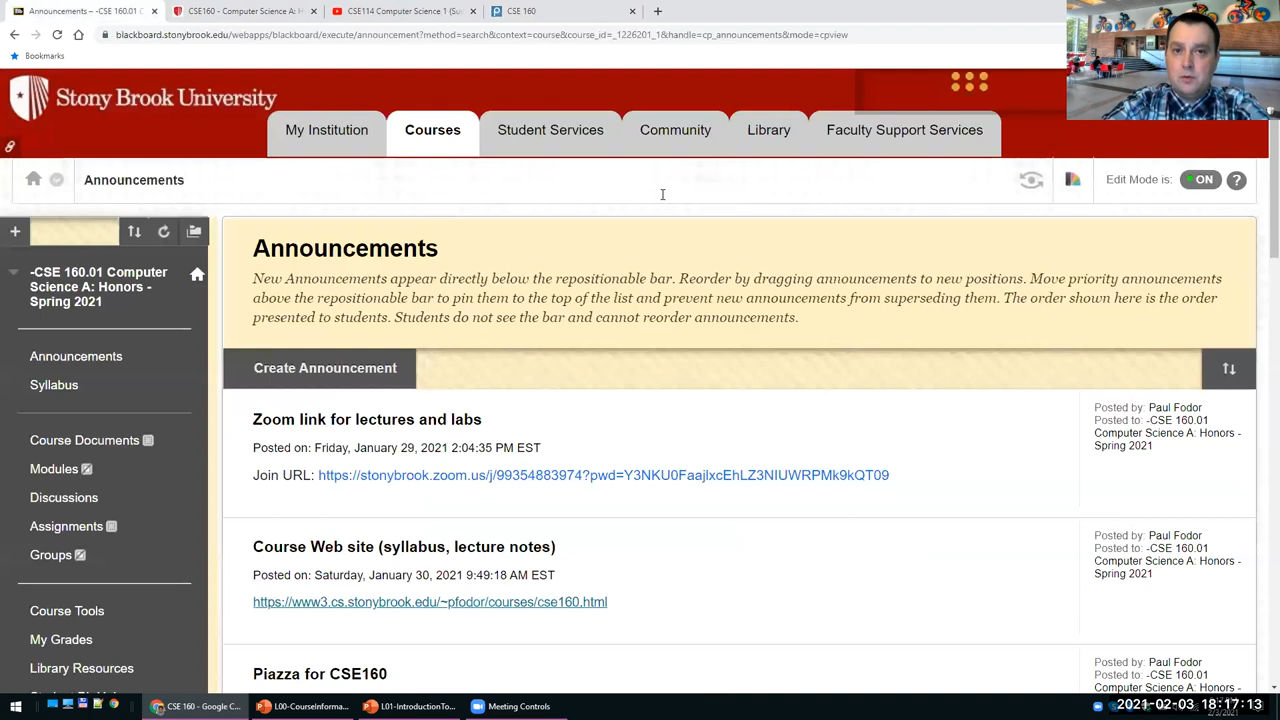 Announcements – -CSE 160.01 C
CSE160 - Computer Science A: H
CSE114 Computer Science 1 (Su
CSE 160
blackboard.stonybrook.edu/webapps/blackboard/execute/announcement?method=search&context=course&course_id=_1226201_1&handle=cp_announcements&mode=cpview
Bookmarks
Stony Brook University
My Institution
Courses
Student Services
Community
Library
Faculty Support Services
Announcements
Edit Mode is:
ON
?
-CSE 160.01 Computer
Science A: Honors -
Spring 2021
Announcements
Syllabus
Course Documents
Modules
Discussions
Assignments
Groups
Course Tools
My Grades
Library Resources
Announcements
New Announcements appear directly below the repositionable bar. Reorder by dragging announcements to new positions. Move priority announcements
above the repositionable bar to pin them to the top of the list and prevent new announcements from superseding them. The order shown here is the order
presented to students. Students do not see the bar and cannot reorder announcements.
Create Announcement
Zoom link for lectures and labs
Posted on: Friday, January 29, 2021 2:04:35 PM EST
Join URL: https://stonybrook.zoom.us/j/99354883974?pwd=Y3NKU0FaajlxcEhLZ3NIUWRPMk9kQT09
Posted by: Paul Fodor
Posted to: -CSE 160.01
Computer Science A: Honors -
Spring 2021
Course Web site (syllabus, lecture notes)
Posted on: Saturday, January 30, 2021 9:49:18 AM EST
https://www3.cs.stonybrook.edu/~pfodor/courses/cse160.html
Posted by: Paul Fodor
Posted to: -CSE 160.01
Computer Science A: Honors -
Spring 2021
Piazza for CSE160
Posted by: Paul Fodor
Posted to: -CSE 160.01
Computer Science A: Honors -
CSE 160 - Google C...
L00-CourseInforma...
L01-IntroductionTo...
Meeting Controls
2021-02-03 18:17:13